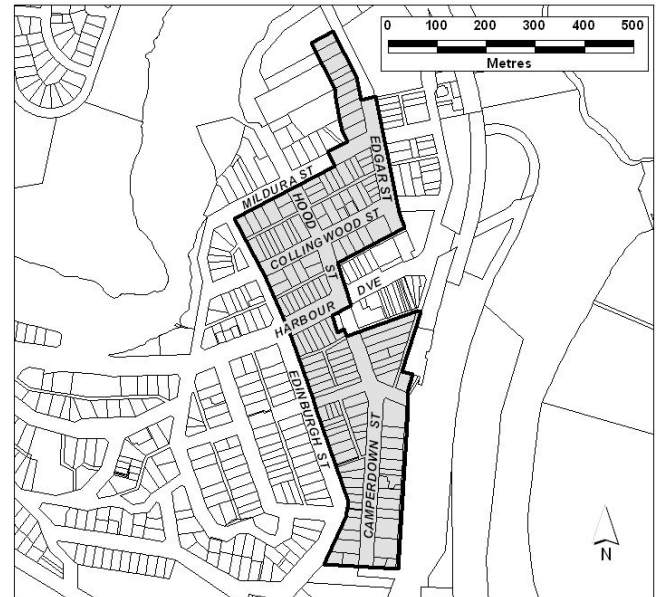 0 100 200 300 400 500
Metres
EDGAR ST
MILDURA ST
HOOD ST
COLLINGWOOD ST
HARBOUR DVE
EDINBURGH ST
CAMPERDOWN ST
N